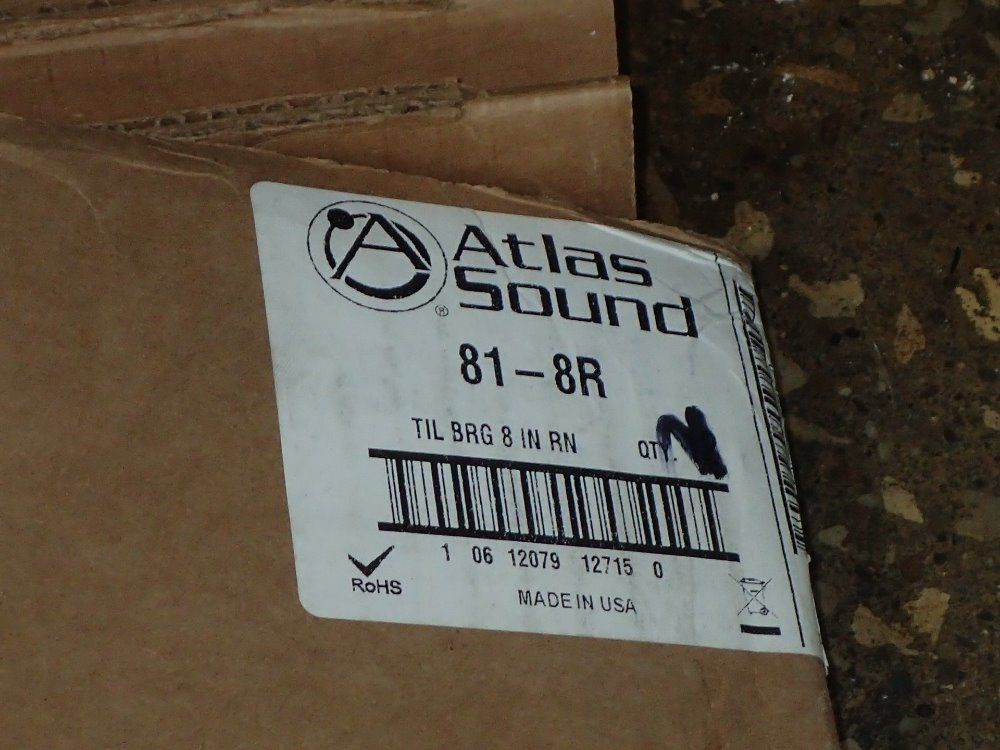 Atlas
Sound
®
81-8R
TIL BRG 8 IN RN
QTY.
1 06 12079 12715 0
RoHS
MADE IN USA